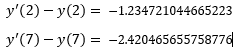 y′(2) − y(2) = −1.234721044665223
y′(7) − y(7) = −2.420465655758776